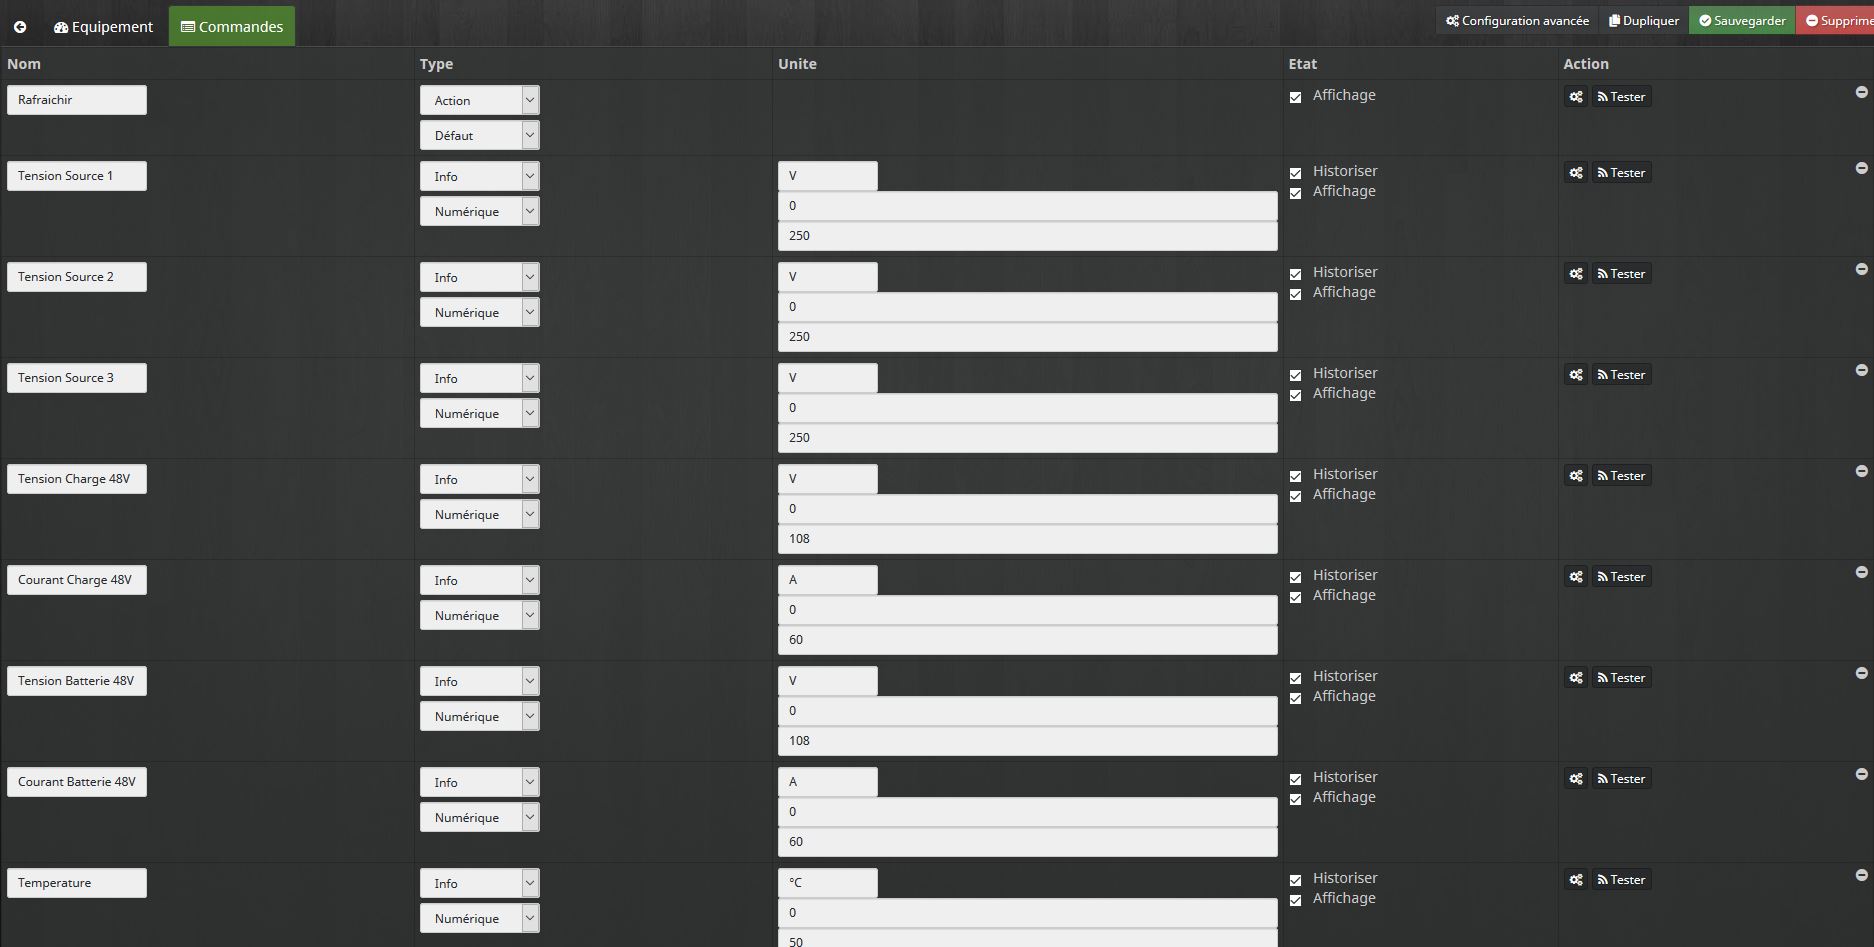 Equipement Commandes Configuration avancée Dupliquer Sauvegarder Supprime
Nom Type Unite Etat Action
Rafraichir Action Affichage Tester
Défaut
Tension Source 1 Info V Historiser Tester
Affichage
Numérique 0
250
Tension Source 2 Info V Historiser Tester
Affichage
Numérique 0
250
Tension Source 3 Info V Historiser Tester
Affichage
Numérique 0
250
Tension Charge 48V Info V Historiser Tester
Affichage
Numérique 0
108
Courant Charge 48V Info A Historiser Tester
Affichage
Numérique 0
60
Tension Batterie 48V Info V Historiser Tester
Affichage
Numérique 0
108
Courant Batterie 48V Info A Historiser Tester
Affichage
Numérique 0
60
Temperature Info °C Historiser Tester
Affichage
Numérique 0
50